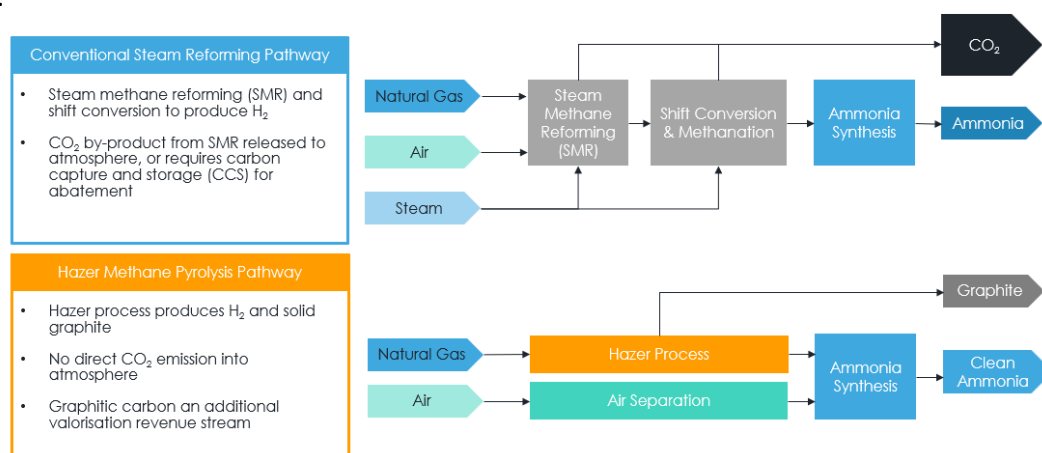 Conventional Steam Reforming Pathway
• Steam methane reforming (SMR) and
shift conversion to produce H₂
• CO₂ by-product from SMR released to
atmosphere, or requires carbon
capture and storage (CCS) for
abatement
Natural Gas
Air
Steam
Steam
Methane
Reforming
(SMR)
Shift Conversion
& Methanation
Ammonia
Synthesis
CO₂
Ammonia
Hazer Methane Pyrolysis Pathway
• Hazer process produces H₂ and solid
graphite
• No direct CO₂ emission into
atmosphere
• Graphitic carbon an additional
valorisation revenue stream
Natural Gas
Air
Hazer Process
Air Separation
Ammonia
Synthesis
Graphite
Clean
Ammonia